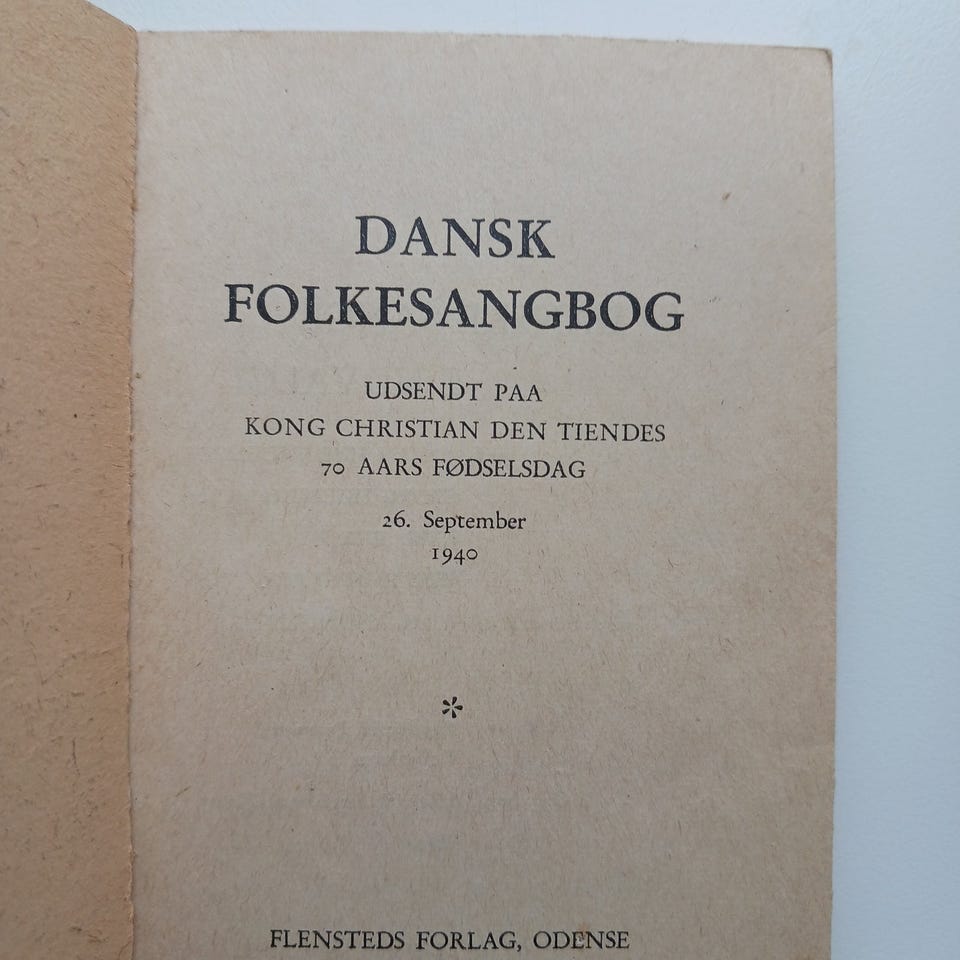 DANSK
FOLKESANGBOG
UDSENDT PAA
KONG CHRISTIAN DEN TIENDES
70 AARS FØDSELSDAG
26. September
1940
*
FLENSTEDS FORLAG, ODENSE